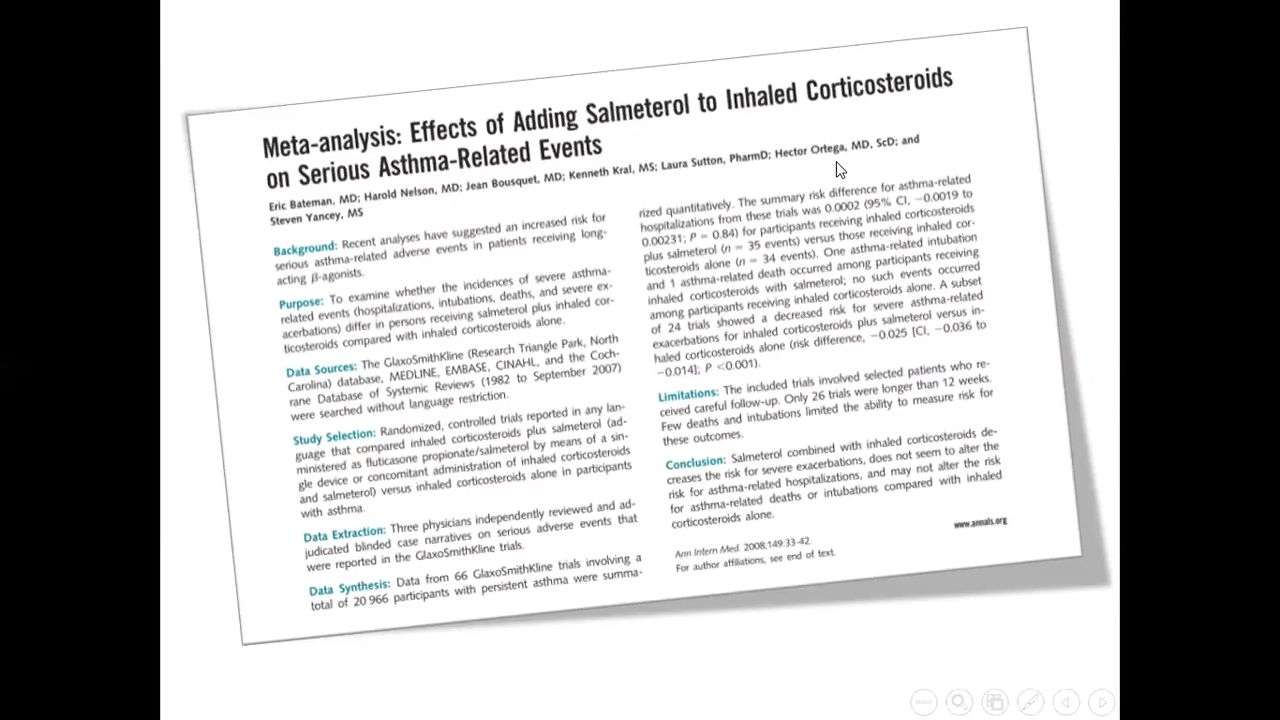 Meta-analysis: Effects of Adding Salmeterol to Inhaled Corticosteroids
on Serious Asthma-Related Events
Eric Bateman, MD; Harold Nelson, MD; Jean Bousquet, MD; Kenneth Kral, MS; Laura Sutton, PharmD; Hector Ortega, MD, ScD; and
Steven Yancey, MS
Background: Recent analyses have suggested an increased risk for
serious asthma-related adverse events in patients receiving long-
acting β-agonists.
Purpose: To examine whether the incidences of severe asthma-
related events (hospitalizations, intubations, deaths, and severe ex-
acerbations) differ in persons receiving salmeterol plus inhaled cor-
ticosteroids compared with inhaled corticosteroids alone.
Data Sources: The GlaxoSmithKline (Research Triangle Park, North
Carolina) database, MEDLINE, EMBASE, CINAHL, and the Coch-
rane Database of Systemic Reviews (1982 to September 2007)
were searched without language restriction.
Study Selection: Randomized, controlled trials reported in any lan-
guage that compared inhaled corticosteroids plus salmeterol (ad-
ministered as fluticasone propionate/salmeterol by means of a sin-
gle device or concomitant administration of inhaled corticosteroids
and salmeterol) versus inhaled corticosteroids alone in participants
with asthma.
Data Extraction: Three physicians independently reviewed and ad-
judicated blinded case narratives on serious adverse events that
were reported in the GlaxoSmithKline trials.
Data Synthesis: Data from 66 GlaxoSmithKline trials involving a
total of 20 966 participants with persistent asthma were summa-
rized quantitatively. The summary risk difference for asthma-related
hospitalizations from these trials was 0.0002 (95% CI, −0.0019 to
0.00231; P = 0.84) for participants receiving inhaled corticosteroids
plus salmeterol (n = 35 events) versus those receiving inhaled cor-
ticosteroids alone (n = 34 events). One asthma-related intubation
and 1 asthma-related death occurred among participants receiving
inhaled corticosteroids with salmeterol; no such events occurred
among participants receiving inhaled corticosteroids alone. A subset
of 24 trials showed a decreased risk for severe asthma-related
exacerbations for inhaled corticosteroids plus salmeterol versus in-
haled corticosteroids alone (risk difference, −0.025 [CI, −0.036 to
−0.014]; P <0.001).
Limitations: The included trials involved selected patients who re-
ceived careful follow-up. Only 26 trials were longer than 12 weeks.
Few deaths and intubations limited the ability to measure risk for
these outcomes.
Conclusion: Salmeterol combined with inhaled corticosteroids de-
creases the risk for severe exacerbations, does not seem to alter the
risk for asthma-related hospitalizations, and may not alter the risk
for asthma-related deaths or intubations compared with inhaled
corticosteroids alone.
Ann Intern Med. 2008;149:33-42.
www.annals.org
For author affiliations, see end of text.